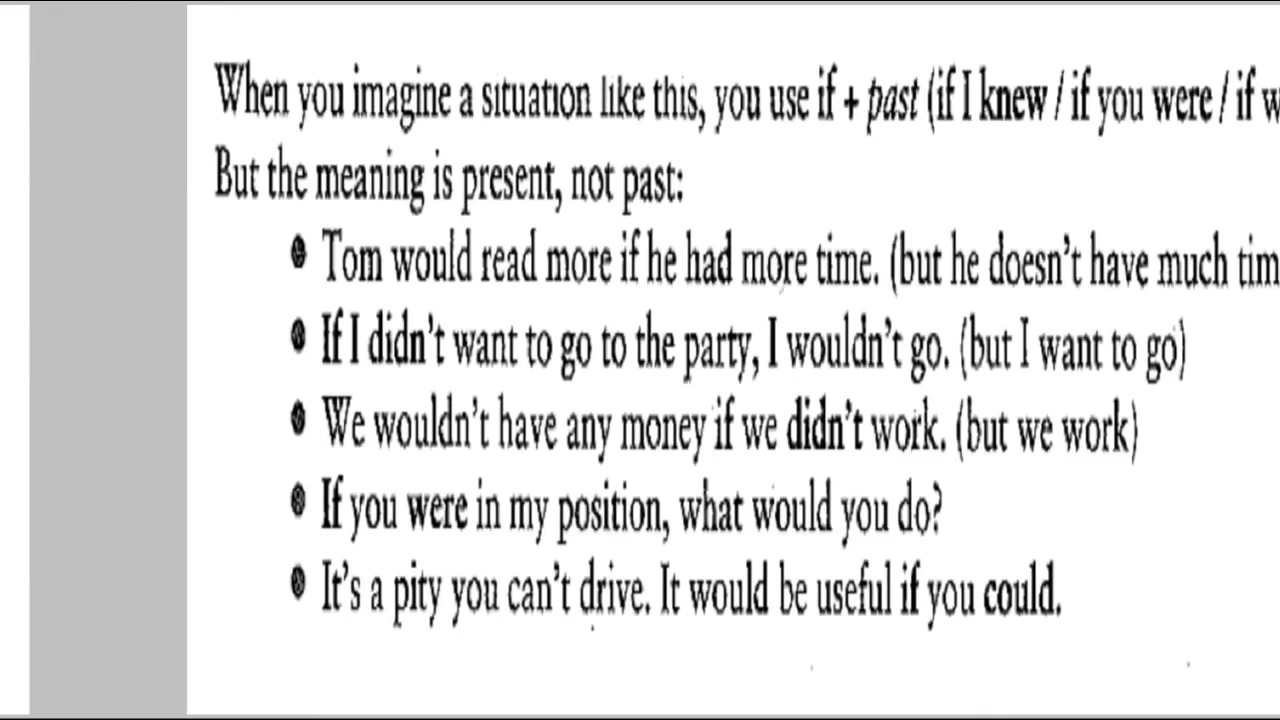 When you imagine a situation like this, you use if + past (if I knew / if you were / if
But the meaning is present, not past:
• Tom would read more if he had more time. (but he doesn't have much
• If I didn't want to go to the party, I wouldn't go. (but I want to go)
• We wouldn't have any money if we didn't work. (but we work)
• If you were in my position, what would you do?
• It's a pity you can't drive. It would be useful if you could.